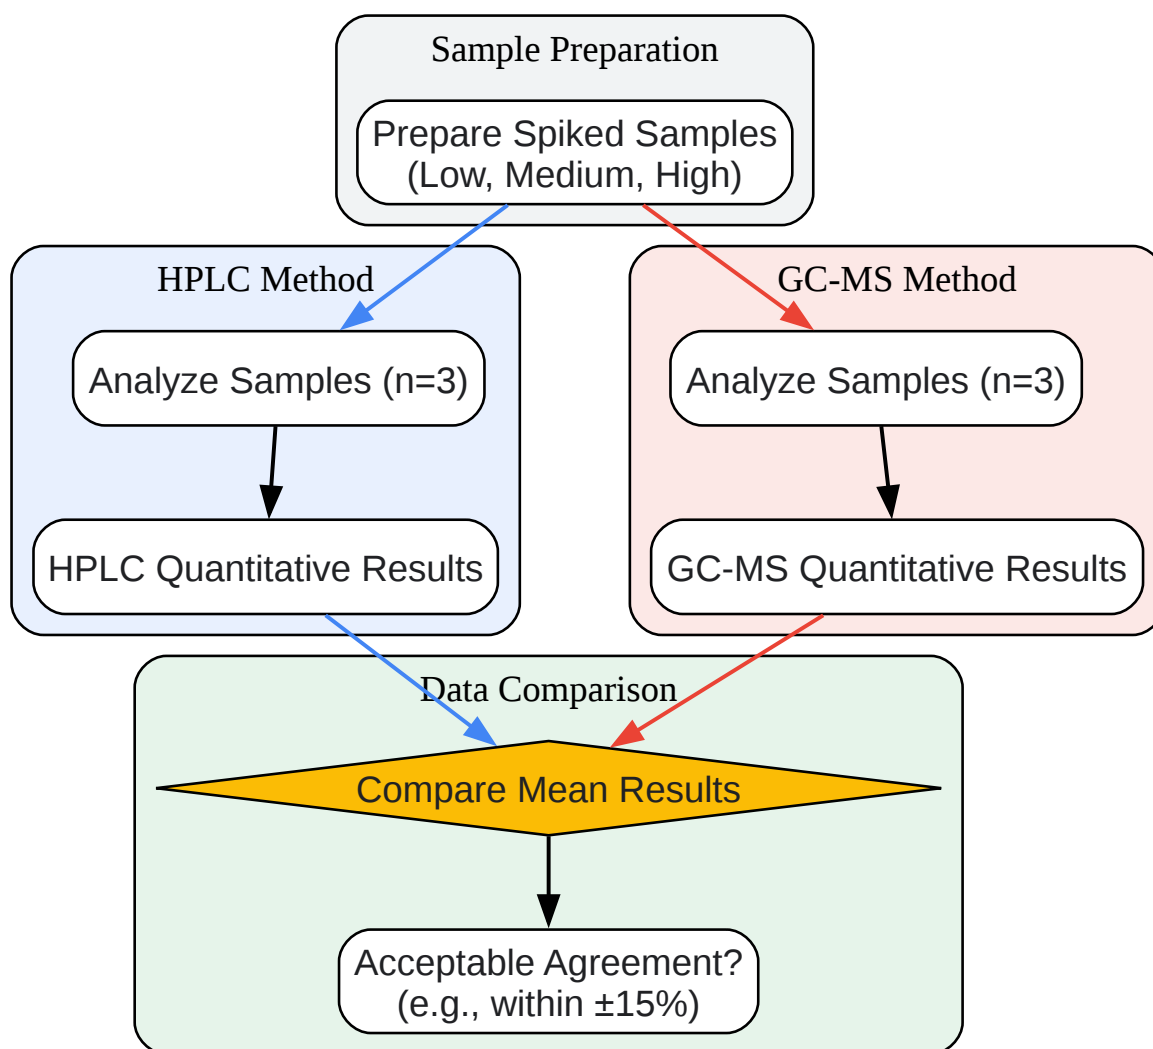 Sample Preparation
Prepare Spiked Samples
(Low, Medium, High)
HPLC Method
Analyze Samples (n=3)
HPLC Quantitative Results
GC-MS Method
Analyze Samples (n=3)
GC-MS Quantitative Results
Data Comparison
Compare Mean Results
Acceptable Agreement?
(e.g., within ±15%)